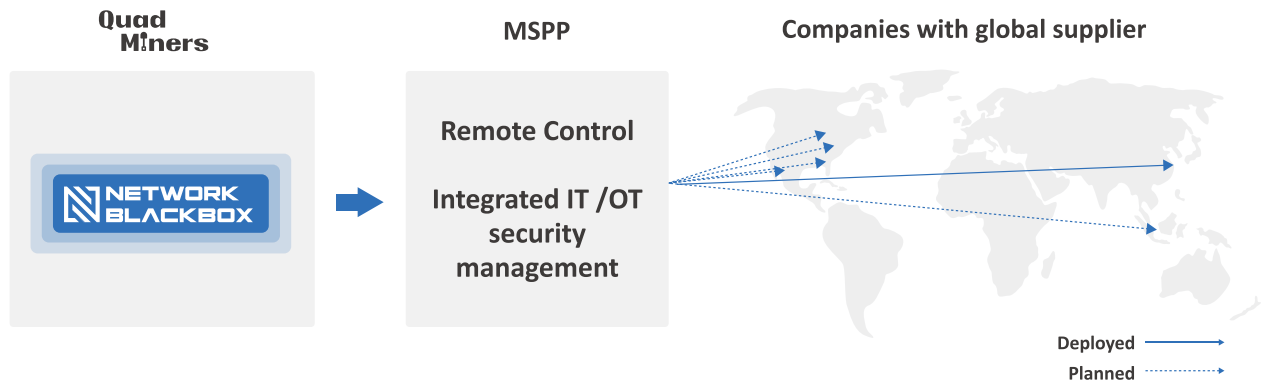 Quad
Miners
MSPP
Companies with global supplier
NETWORK
BLACKBOX
Remote Control
Integrated IT /OT
security
management
Deployed
Planned